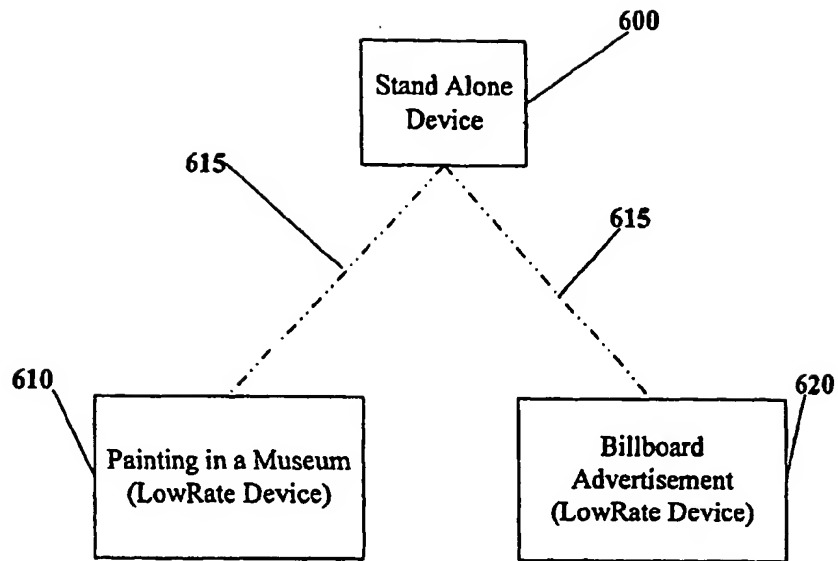 600
Stand Alone
Device
615
615
610
620
Painting in a Museum
(LowRate Device)
Billboard
Advertisement
(LowRate Device)